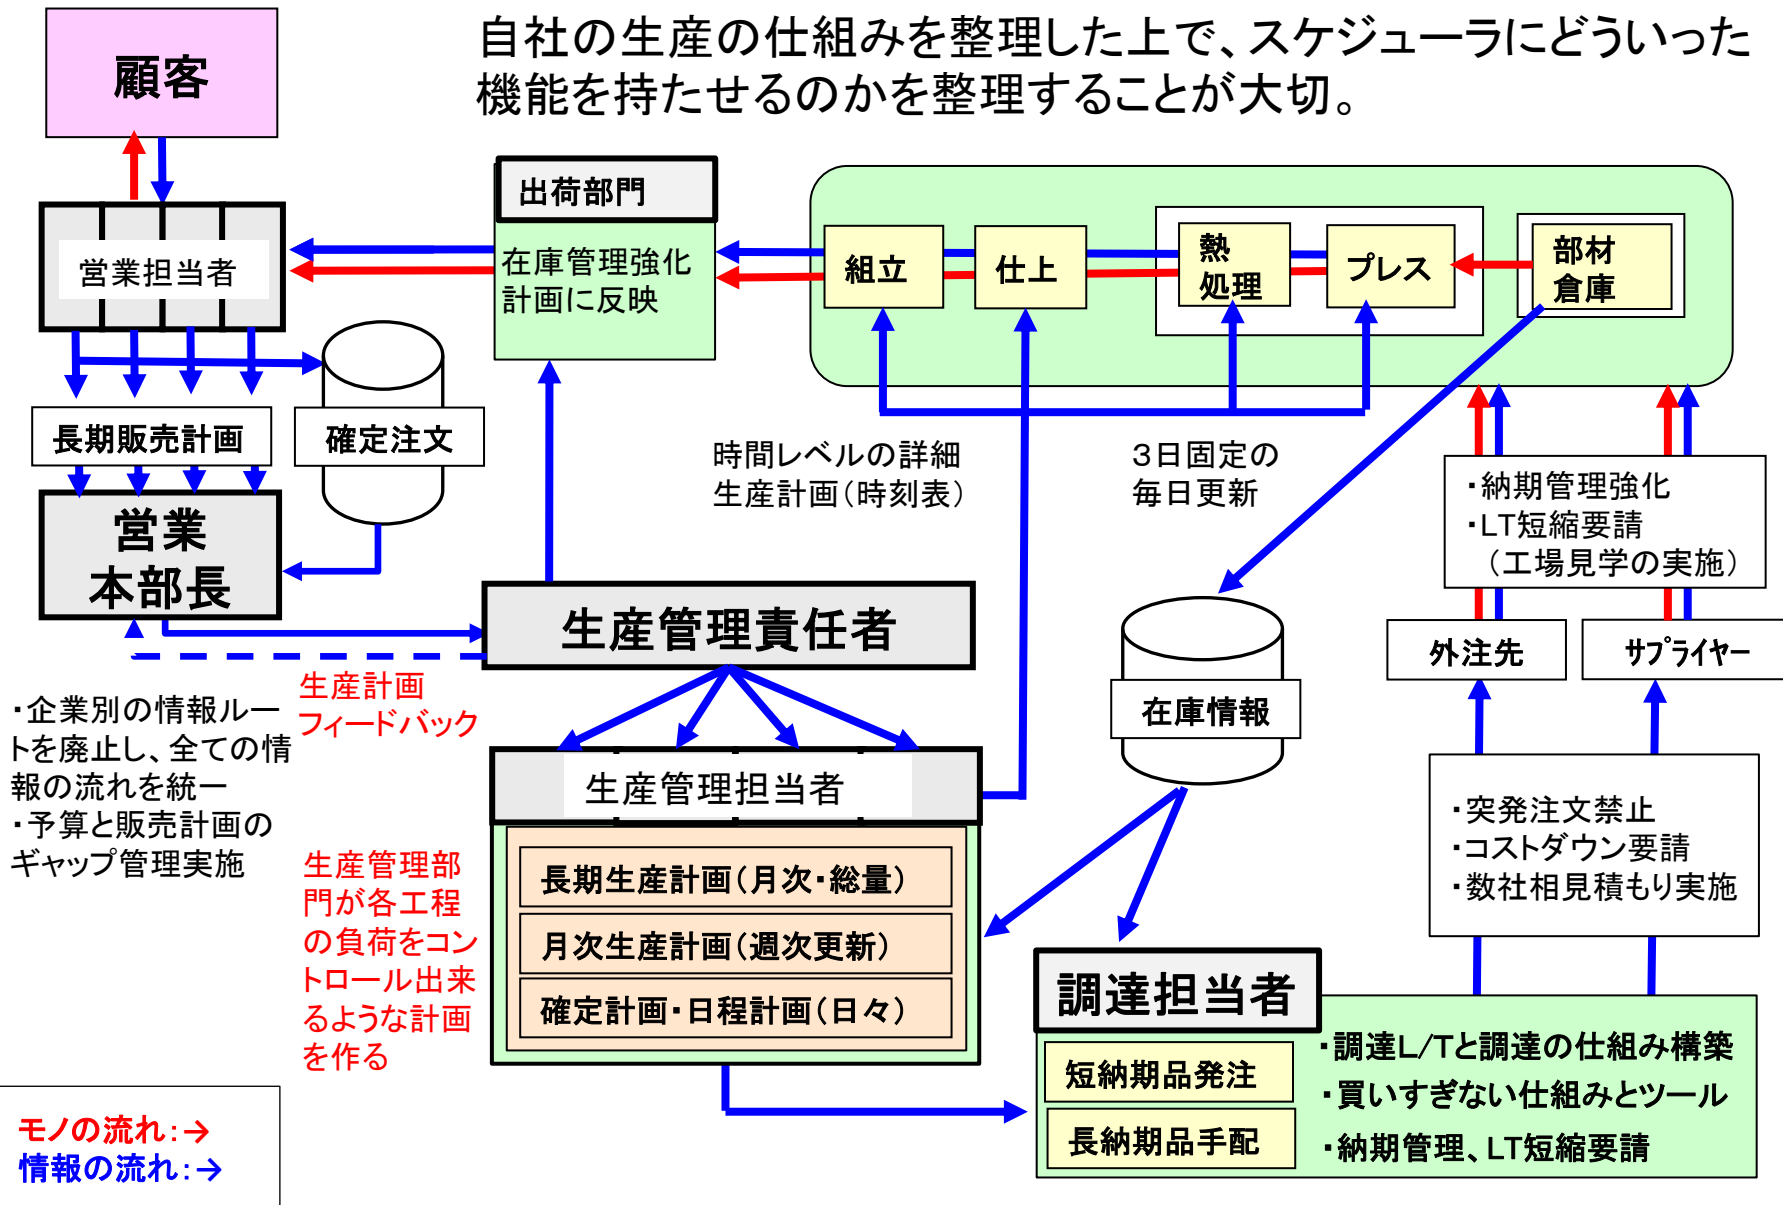 自社の生産の仕組みを整理した上で、スケジューラにどういった
機能を持たせるのかを整理することが大切。
顧客
出荷部門
在庫管理強化
計画に反映
営業担当者
組立
仕上
熱
処理
プレス
部材
倉庫
長期販売計画
確定注文
時間レベルの詳細
生産計画(時刻表)
3日固定の
毎日更新
・納期管理強化
・LT短縮要請
(工場見学の実施)
営業
本部長
生産管理責任者
外注先
サプライヤー
在庫情報
生産計画
フィードバック
・企業別の情報ルー
トを廃止し、全ての情
報の流れを統一
・予算と販売計画の
ギャップ管理実施
生産管理担当者
・突発注文禁止
・コストダウン要請
・数社相見積もり実施
生産管理部
門が各工程
の負荷をコン
トロール出来
るような計画
を作る
長期生産計画(月次・総量)
月次生産計画(週次更新)
確定計画・日程計画(日々)
調達担当者
短納期品発注
長納期品手配
・調達L/Tと調達の仕組み構築
・買いすぎない仕組みとツール
・納期管理、LT短縮要請
モノの流れ:→
情報の流れ:→